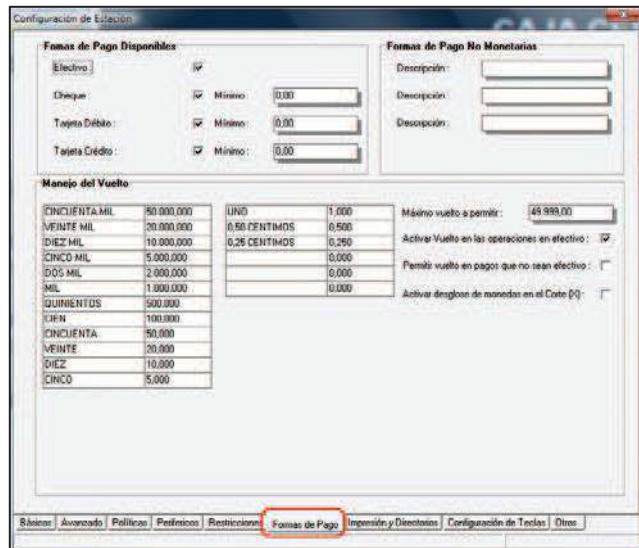 Configuración de Estación
Fomas de Pago Disponibles
Efectivo :
Cheque
Mínimo
0,00
Tarjeta Débito :
Mínimo :
0,00
Tarjeta Crédito :
Mínimo :
0,00
Formas de Pago No Monetarias
Descripción :
Descripción :
Descripción :
Manejo del Vuelto
CINCUENTA MIL 50.000,000
VEINTE MIL 20.000,000
DIEZ MIL 10.000,000
CINCO MIL 5.000,000
DOS MIL 2.000,000
MIL 1.000,000
QUINIENTOS 500,000
CIEN 100,000
CINCUENTA 50,000
VEINTE 20,000
DIEZ 10,000
CINCO 5,000
UNO 1,000
0,50 CENTIMOS 0,500
0,25 CENTIMOS 0,250
0,000
0,000
0,000
Máximo vuelto a permitir : 49.999,00
Activar Vuelto en las operaciones en efectivo :
Permitir vuelto en pagos que no sean efectivo :
Activar desglose de monedas en el Corte (X) :
Básicos Avanzado Políticas Periféricos Restricciones Formas de Pago Impresión y Directorios Configuración de Teclas Otros